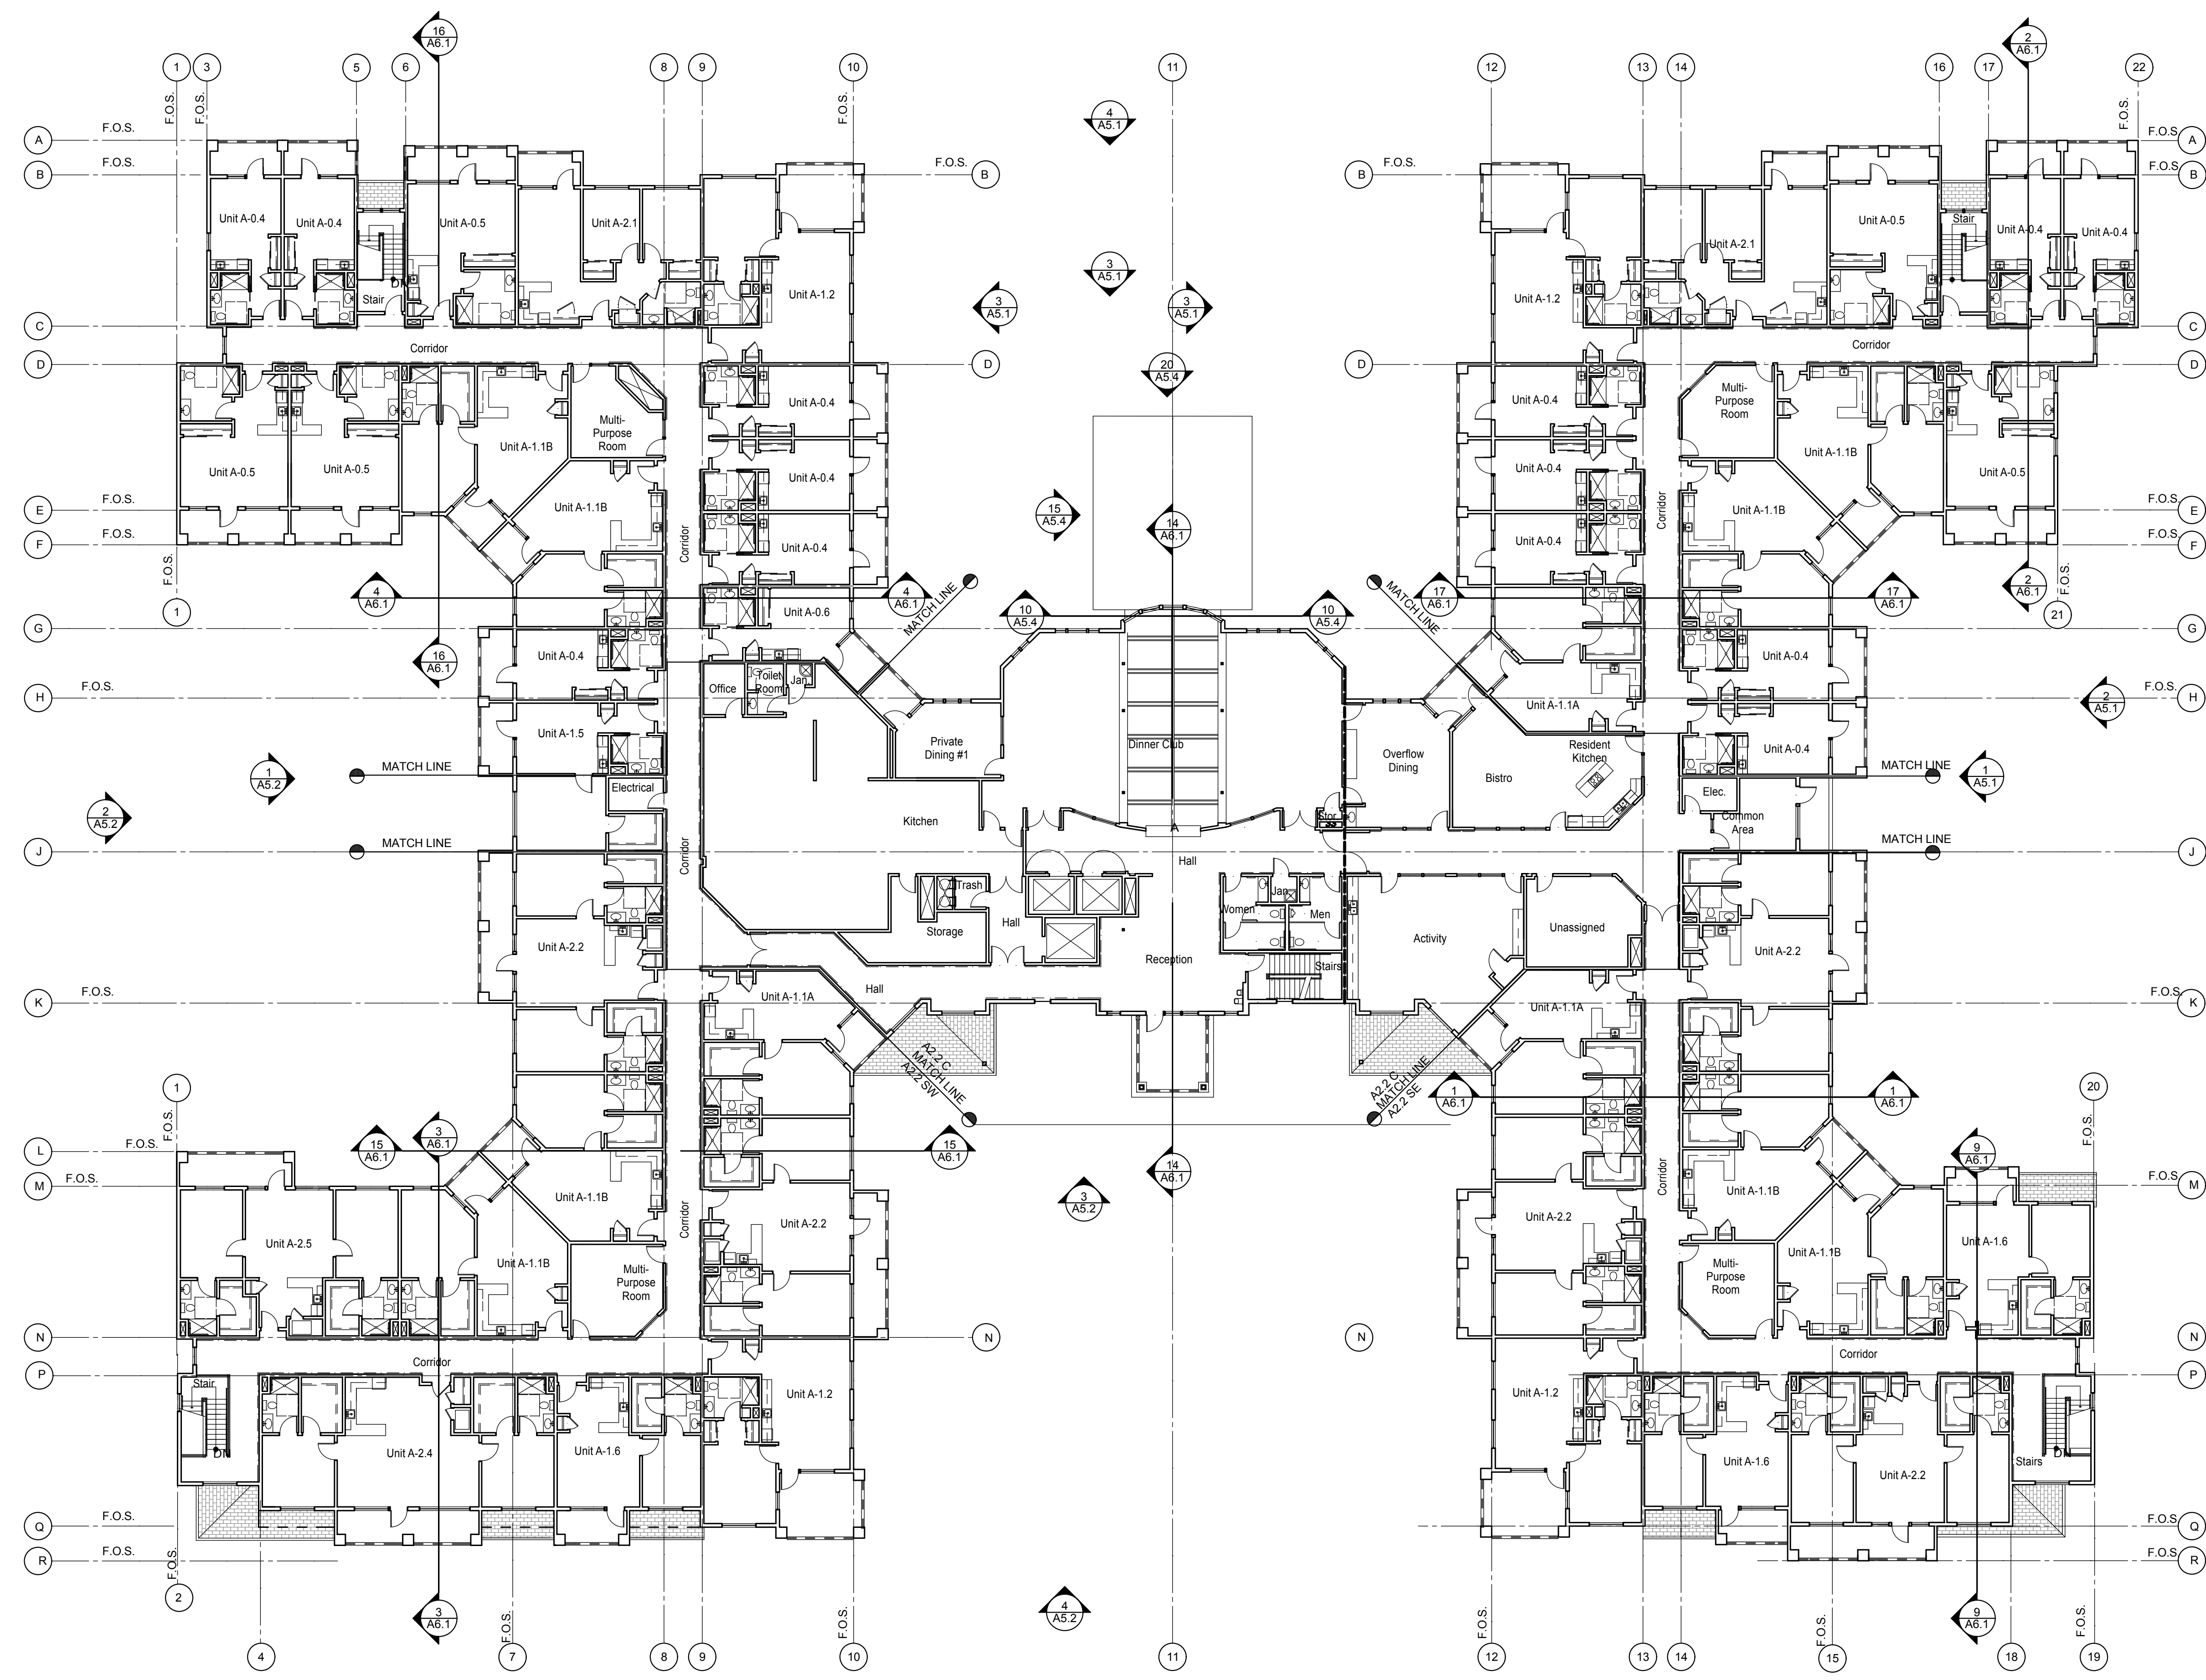 16
A6.1
2
A6.1
1
3
5
6
8
9
10
11
12
13
14
16
17
22
F.O.S.
F.O.S.
F.O.S.
F.O.S.
4
A5.1
A
F.O.S.
F.O.S.
A
B
F.O.S.
F.O.S.
B
B
F.O.S.
F.O.S.
B
Unit A-0.4
Unit A-0.4
Unit A-0.5
Unit A-2.1
Unit A-0.5
Stair
Unit A-2.1
Unit A-0.4
Unit A-0.4
3
A5.1
Stair
DN
Unit A-1.2
3
A5.1
3
A5.1
Unit A-1.2
C
C
Corridor
Corridor
D
D
20
A5.4
D
D
Multi-
Purpose
Room
Unit A-1.1B
Unit A-0.4
Unit A-0.4
Multi-
Purpose
Room
Unit A-1.1B
Unit A-0.5
Unit A-0.5
Unit A-0.4
Unit A-0.4
Unit A-0.5
E
F.O.S.
Unit A-1.1B
Corridor
15
A5.4
14
A6.1
Corridor
Unit A-1.1B
F.O.S.
E
F
F.O.S.
Unit A-0.4
Unit A-0.4
F.O.S.
F
F.O.S.
1
4
A6.1
4
A6.1
MATCH LINE
10
A5.4
10
A5.4
MATCH LINE
17
A6.1
17
A6.1
2
A6.1
F.O.S.
21
Unit A-0.6
G
G
16
A6.1
Unit A-0.4
Unit A-0.4
Office
Toilet
Room
Jan.
H
F.O.S.
F.O.S.
H
2
A5.1
Unit A-1.1A
Unit A-1.5
Private
Dining #1
Dinner Club
Overflow
Dining
Resident
Kitchen
Bistro
Unit A-0.4
1
A5.2
MATCH LINE
MATCH LINE
1
A5.1
Electrical
Elec.
2
A5.2
Kitchen
Stor.
A
Common
Area
MATCH LINE
MATCH LINE
J
J
Corridor
Hall
Trash
Jan.
Women
Men
Hall
Storage
Activity
Unassigned
Unit A-2.2
Unit A-2.2
Reception
Stairs
Hall
Unit A-1.1A
Unit A-1.1A
K
F.O.S.
F.O.S.
K
A2.2 C
MATCH LINE
A2.2 SW
A2.2 C
MATCH LINE
A2.2 SE
1
A6.1
1
A6.1
1
F.O.S.
20
F.O.S.
L
F.O.S.
15
A6.1
3
A6.1
15
A6.1
14
A6.1
9
A6.1
M
F.O.S.
M
Unit A-1.1B
Corridor
3
A5.2
Corridor
Unit A-1.1B
Unit A-2.2
Unit A-2.2
Unit A-2.5
Unit A-1.1B
Unit A-1.1B
Unit A-1.6
Multi-
Purpose
Room
Multi-
Purpose
Room
N
N
N
N
Corridor
Corridor
P
P
Stair
Unit A-1.2
Unit A-1.2
DN
Unit A-2.4
Unit A-1.6
Unit A-1.6
Unit A-2.2
Stairs
DN
Q
F.O.S.
F.O.S.
Q
R
F.O.S.
F.O.S.
R
F.O.S.
2
3
A6.1
4
A5.2
9
A6.1
F.O.S.
F.O.S.
F.O.S.
F.O.S.
F.O.S.
4
7
8
9
10
11
12
13
14
15
18
19